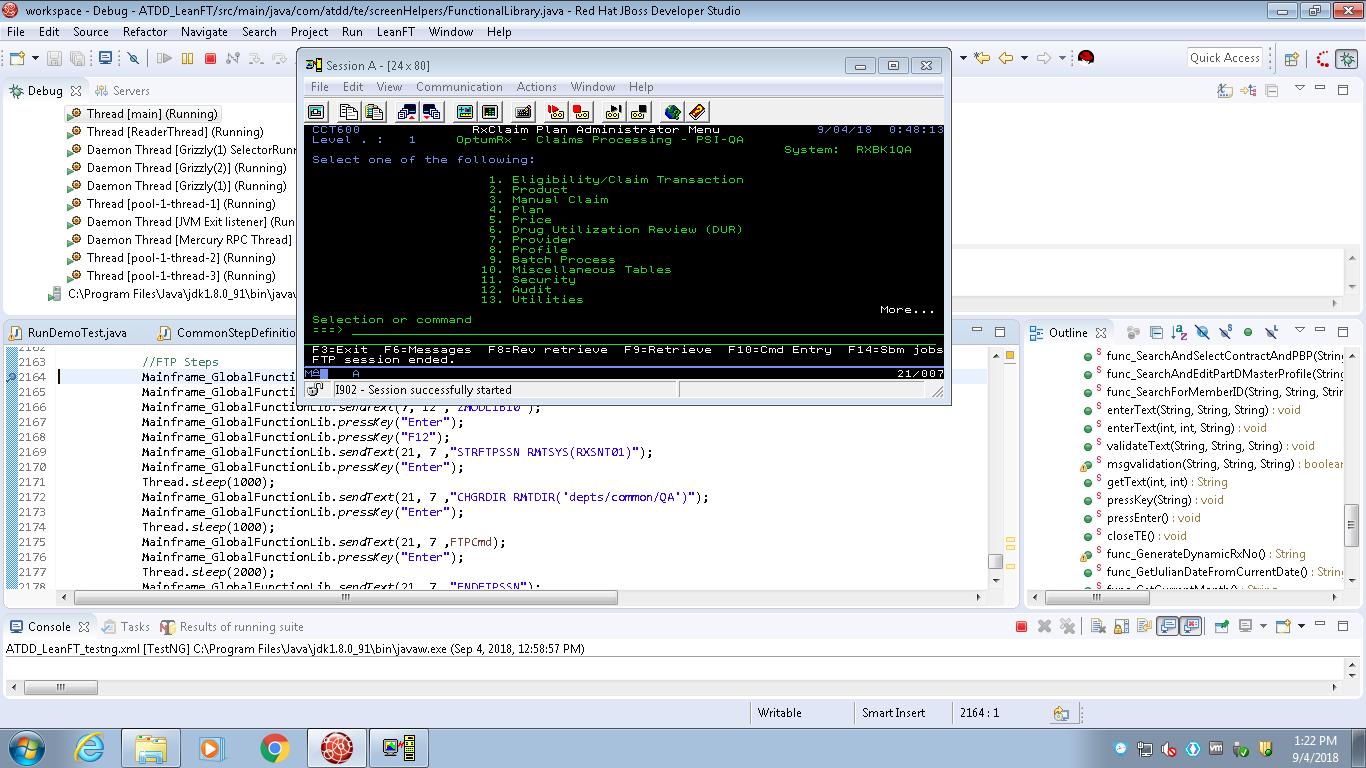 workspace - Debug - ATDD_LeanFT/src/main/java/com/atdd/te/screenHelpers/FunctionalLibrary.java - Red Hat JBoss Developer Studio
File Edit Source Refactor Navigate Search Project Run LeanFT Window Help
Quick Access
Debug Servers
Thread [main] (Running)
Thread [ReaderThread] (Running)
Daemon Thread [Grizzly(1) SelectorRunn
Daemon Thread [Grizzly(2)] (Running)
Daemon Thread [Grizzly(1)] (Running)
Thread [pool-1-thread-1] (Running)
Daemon Thread [JVM Exit listener] (Run
Daemon Thread [Mercury RPC Thread]
Thread [pool-1-thread-2] (Running)
Thread [pool-1-thread-3] (Running)
C:\Program Files\Java\jdk1.8.0_91\bin\java
Session A - [24 x 80]
File Edit View Communication Actions Window Help
CCT600 RxClaim Plan Administrator Menu 9/04/18 0:48:13
Level . : 1 OptumRx - Claims Processing - PSI-QA
System: RXBK1QA
Select one of the following:
1. Eligibility/Claim Transaction
2. Product
3. Manual Claim
4. Plan
5. Price
6. Drug Utilization Review (DUR)
7. Provider
8. Profile
9. Batch Process
10. Miscellaneous Tables
11. Security
12. Audit
13. Utilities
More...
Selection or command
===>
F3=Exit F6=Messages F8=Rev retrieve F9=Retrieve F10=Cmd Entry F14=Sbm jobs
FTP session ended.
MA A 21/007
I902 - Session successfully started
RunDemoTest.java CommonStepDefinitio
2162
2163 //FTP Steps
2164 Mainframe_GlobalFuncti
2165 Mainframe_GlobalFuncti
2166 Mainframe_GlobalFunctionLib.sendText(7, 12 ,"ZMODLIB10");
2167 Mainframe_GlobalFunctionLib.pressKey("Enter");
2168 Mainframe_GlobalFunctionLib.pressKey("F12");
2169 Mainframe_GlobalFunctionLib.sendText(21, 7 ,"STRFTPSSN RMTSYS(RXSNT01)");
2170 Mainframe_GlobalFunctionLib.pressKey("Enter");
2171 Thread.sleep(1000);
2172 Mainframe_GlobalFunctionLib.sendText(21, 7 ,"CHGRDIR RMTDIR('depts/common/QA')");
2173 Mainframe_GlobalFunctionLib.pressKey("Enter");
2174 Thread.sleep(1000);
2175 Mainframe_GlobalFunctionLib.sendText(21, 7 ,FTPCmd);
2176 Mainframe_GlobalFunctionLib.pressKey("Enter");
2177 Thread.sleep(2000);
2178 Mainframe_GlobalFunctionLib.sendText(21, 7 ,"ENDFTPSSN");
Outline
func_SearchAndSelectContractAndPBP(String
func_SearchAndEditPartDMasterProfile(String
func_SearchForMemberID(String, String, Strin
enterText(String, String, String) : void
enterText(int, int, String) : void
validateText(String, String, String) : void
msgvalidation(String, String, String) : boolean
getText(int, int) : String
pressKey(String) : void
pressEnter() : void
closeTE() : void
func_GenerateDynamicRxNo() : String
func_GetJulianDateFromCurrentDate() : String
func_GetCurrentMonth() : String
Console Tasks Results of running suite
ATDD_LeanFT_testng.xml [TestNG] C:\Program Files\Java\jdk1.8.0_91\bin\javaw.exe (Sep 4, 2018, 12:58:57 PM)
Writable Smart Insert 2164 : 1
1:22 PM
9/4/2018